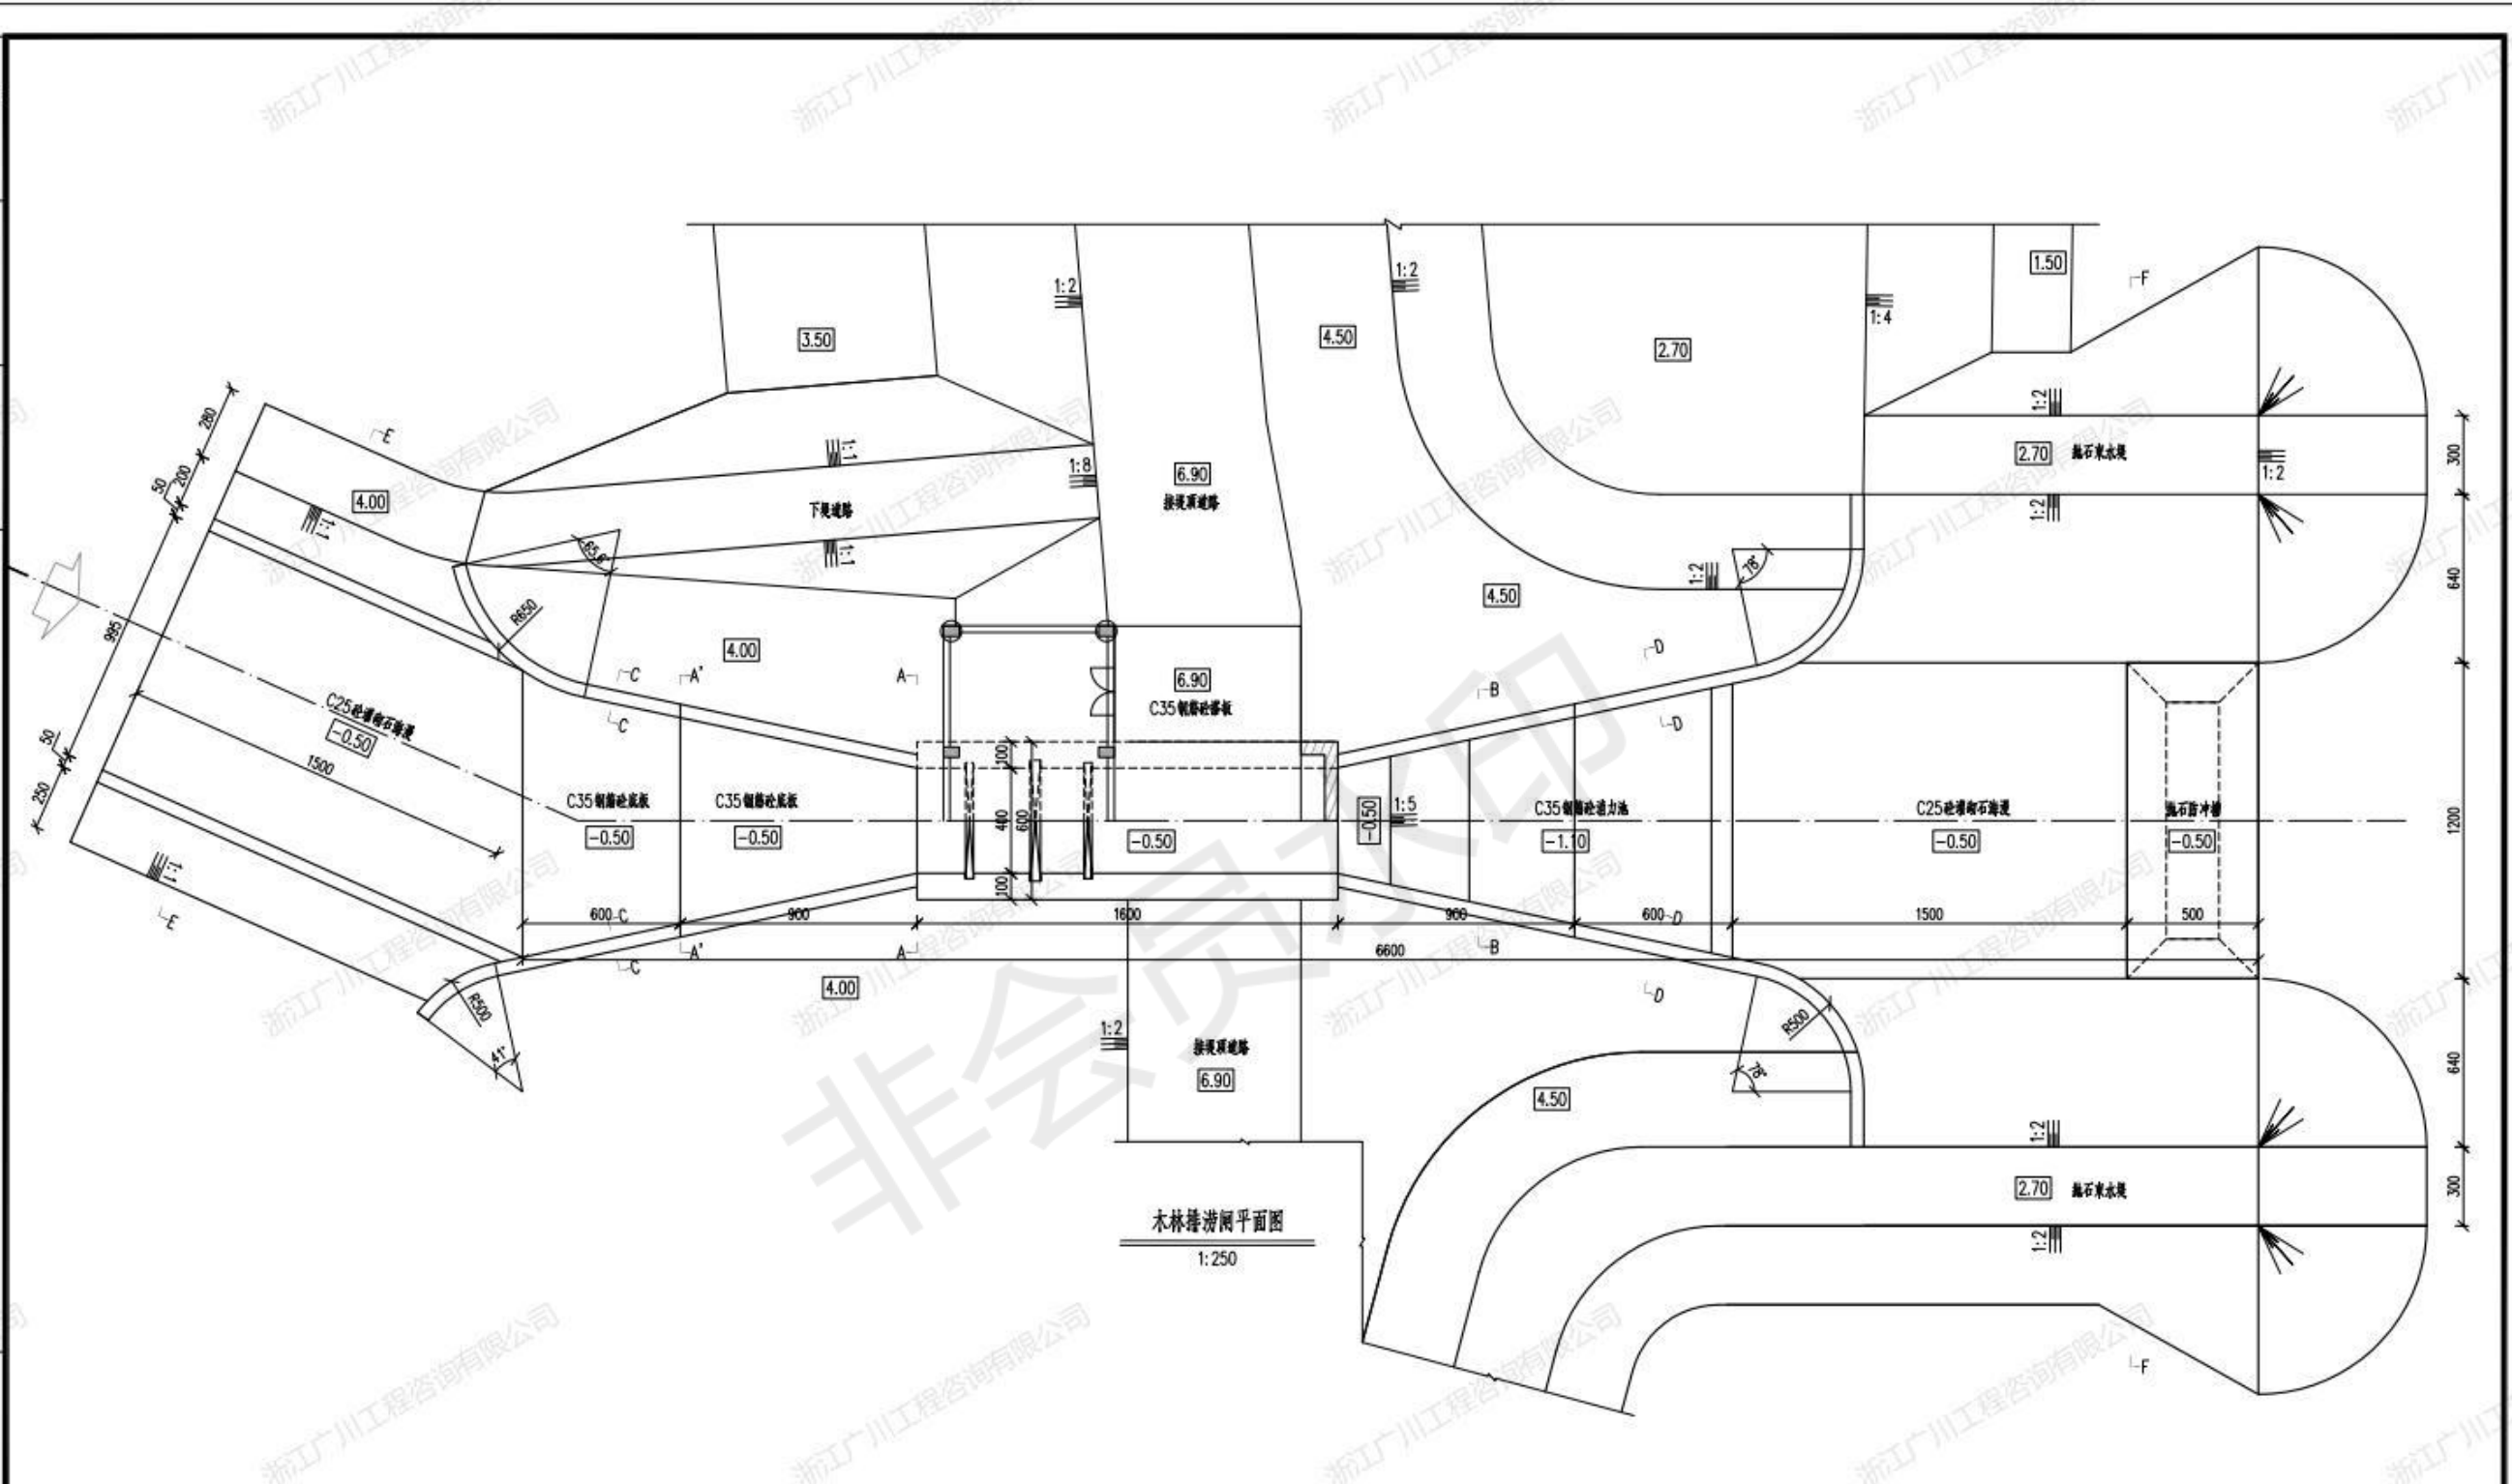 浙江广川工程咨询有限公司
非会员水印
1.50
F
1:2
1:2
1:4
3.50
4.50
2.70
280
200
50
E
4.00
1:1
1:1
1:8
6.90
接堤顶道路
下堤道路
1:1
1:2
2.70
抛石束水堤
1:2
300
1:2
65.6°
R650
995
4.00
C
A'
A
6.90
C35钢筋砼搭板
4.50
1:2
78°
D
B
640
C
D
C25砼灌砌石海漫
-0.50
1500
50
250
C35钢筋砼底板
-0.50
C35钢筋砼底板
-0.50
100
400
600
100
-0.50
-0.50
1:5
C35钢筋砼消力池
-1.10
C25砼灌砌石海漫
-0.50
抛石防冲槽
-0.50
1200
1:1
E
600
C
900
1600
900
600
D
1500
500
A'
A
6600
B
C
4.00
D
R500
41°
1:2
接堤顶道路
6.90
R500
78°
4.50
640
1:2
2.70
抛石束水堤
300
1:2
木林排涝闸平面图
1:250
F